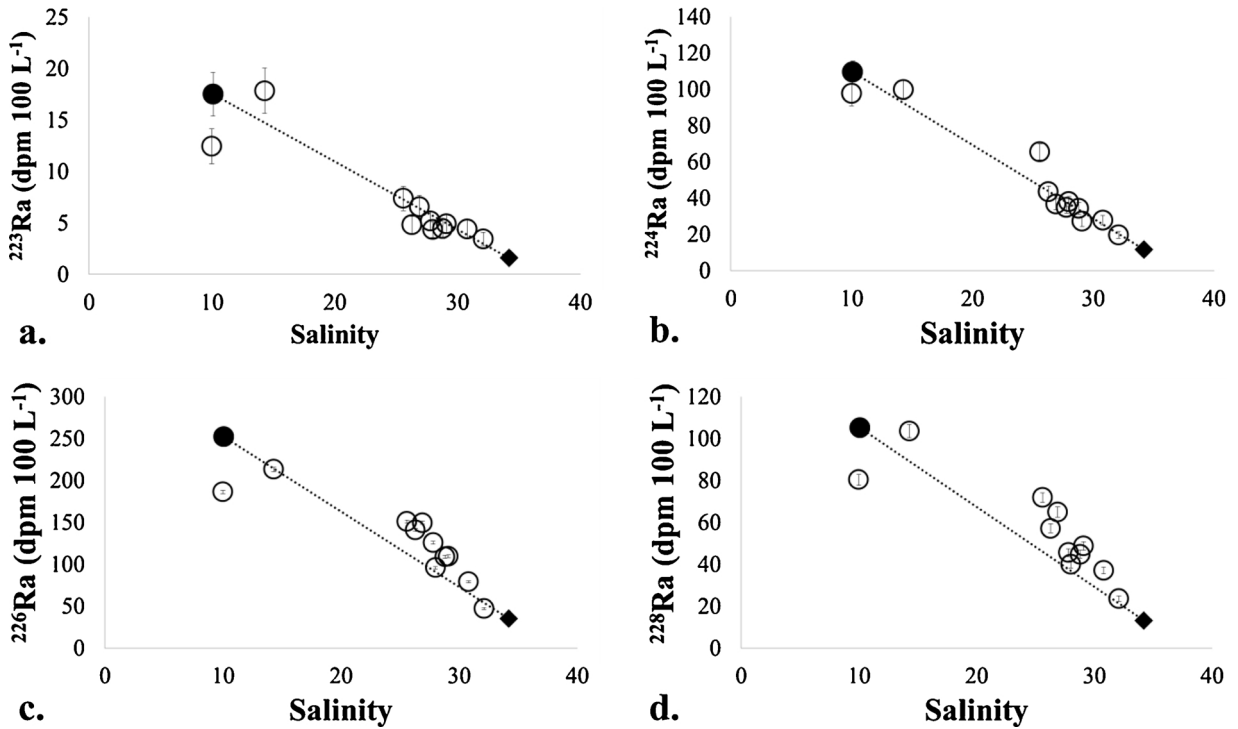 25
20
15
10
5
0
0 10 20 30 40
²²³Ra (dpm 100 L⁻¹)
Salinity
a.
140
120
100
80
60
40
20
0
0 10 20 30 40
²²⁴Ra (dpm 100 L⁻¹)
Salinity
b.
300
250
200
150
100
50
0
0 10 20 30 40
²²⁶Ra (dpm 100 L⁻¹)
Salinity
c.
120
100
80
60
40
20
0
0 10 20 30 40
²²⁸Ra (dpm 100 L⁻¹)
Salinity
d.